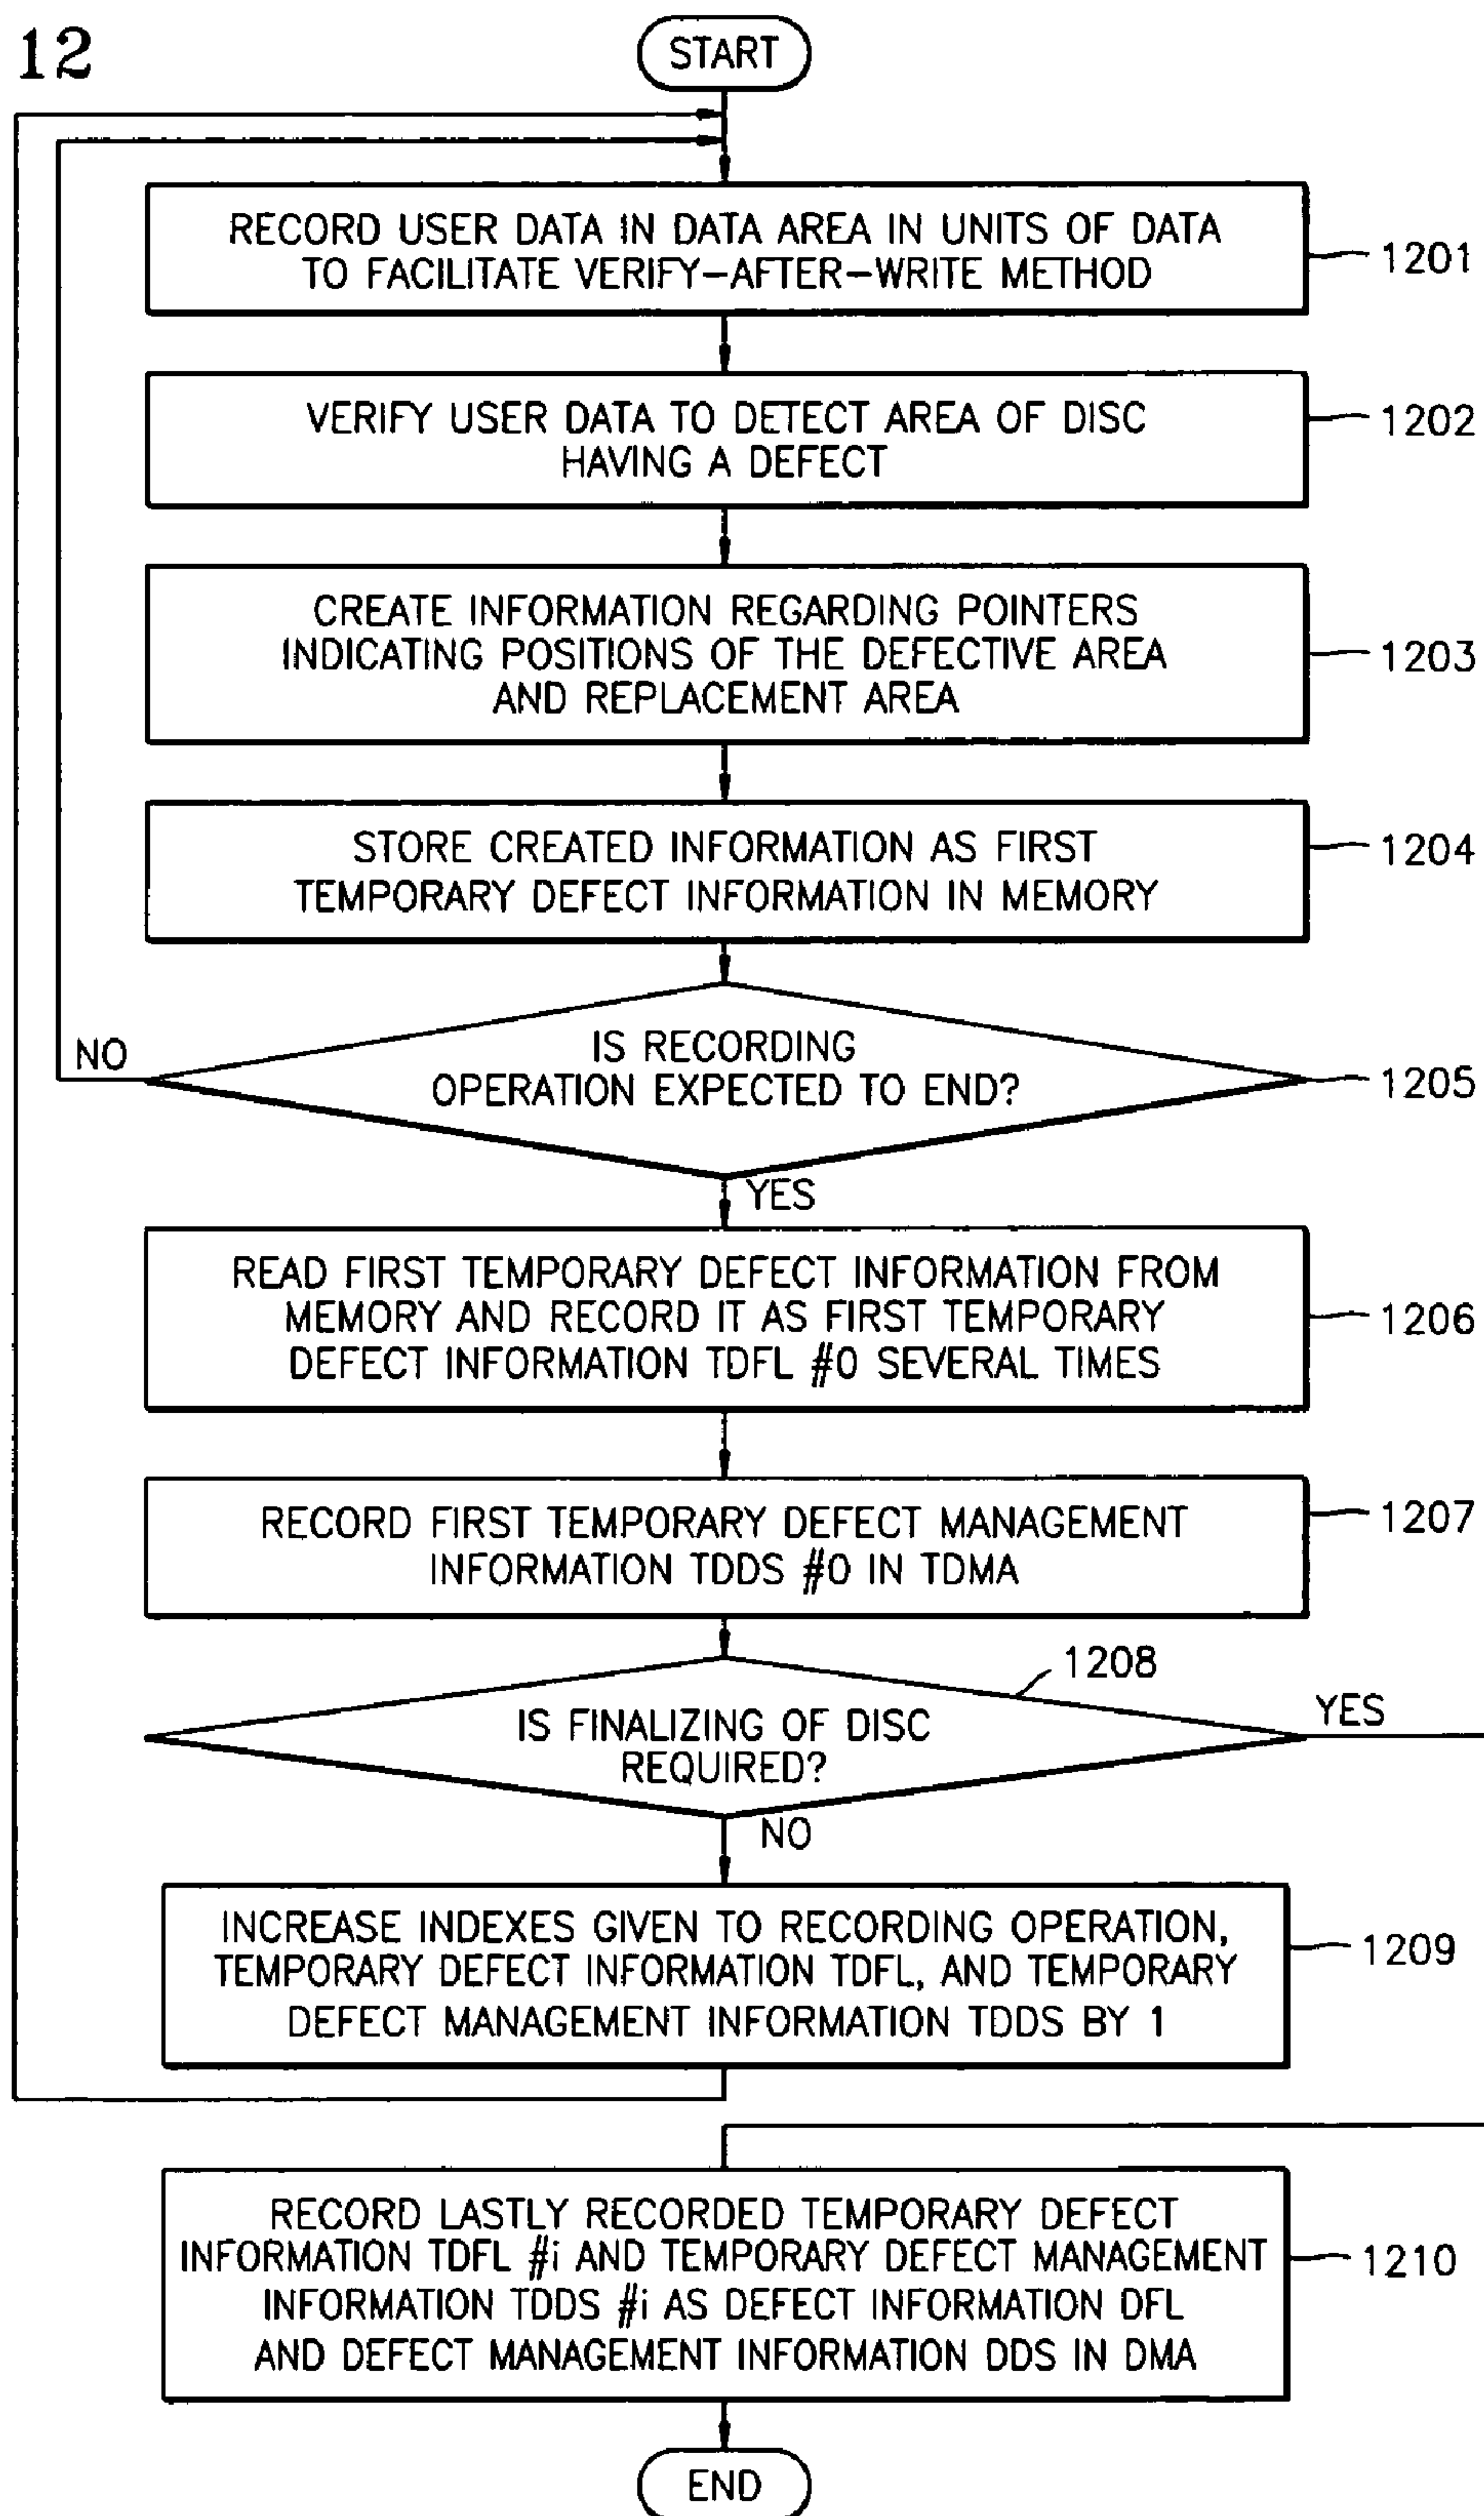 12
START
RECORD USER DATA IN DATA AREA IN UNITS OF DATA
TO FACILITATE VERIFY-AFTER-WRITE METHOD
1201
VERIFY USER DATA TO DETECT AREA OF DISC
HAVING A DEFECT
1202
CREATE INFORMATION REGARDING POINTERS
INDICATING POSITIONS OF THE DEFECTIVE AREA
AND REPLACEMENT AREA
1203
STORE CREATED INFORMATION AS FIRST
TEMPORARY DEFECT INFORMATION IN MEMORY
1204
NO
IS RECORDING
OPERATION EXPECTED TO END?
1205
YES
READ FIRST TEMPORARY DEFECT INFORMATION FROM
MEMORY AND RECORD IT AS FIRST TEMPORARY
DEFECT INFORMATION TDFL #0 SEVERAL TIMES
1206
RECORD FIRST TEMPORARY DEFECT MANAGEMENT
INFORMATION TDDS #0 IN TDMA
1207
1208
IS FINALIZING OF DISC
REQUIRED?
YES
NO
INCREASE INDEXES GIVEN TO RECORDING OPERATION,
TEMPORARY DEFECT INFORMATION TDFL, AND TEMPORARY
DEFECT MANAGEMENT INFORMATION TDDS BY 1
1209
RECORD LASTLY RECORDED TEMPORARY DEFECT
INFORMATION TDFL #i AND TEMPORARY DEFECT MANAGEMENT
INFORMATION TDDS #i AS DEFECT INFORMATION DFL
AND DEFECT MANAGEMENT INFORMATION DDS IN DMA
1210
END